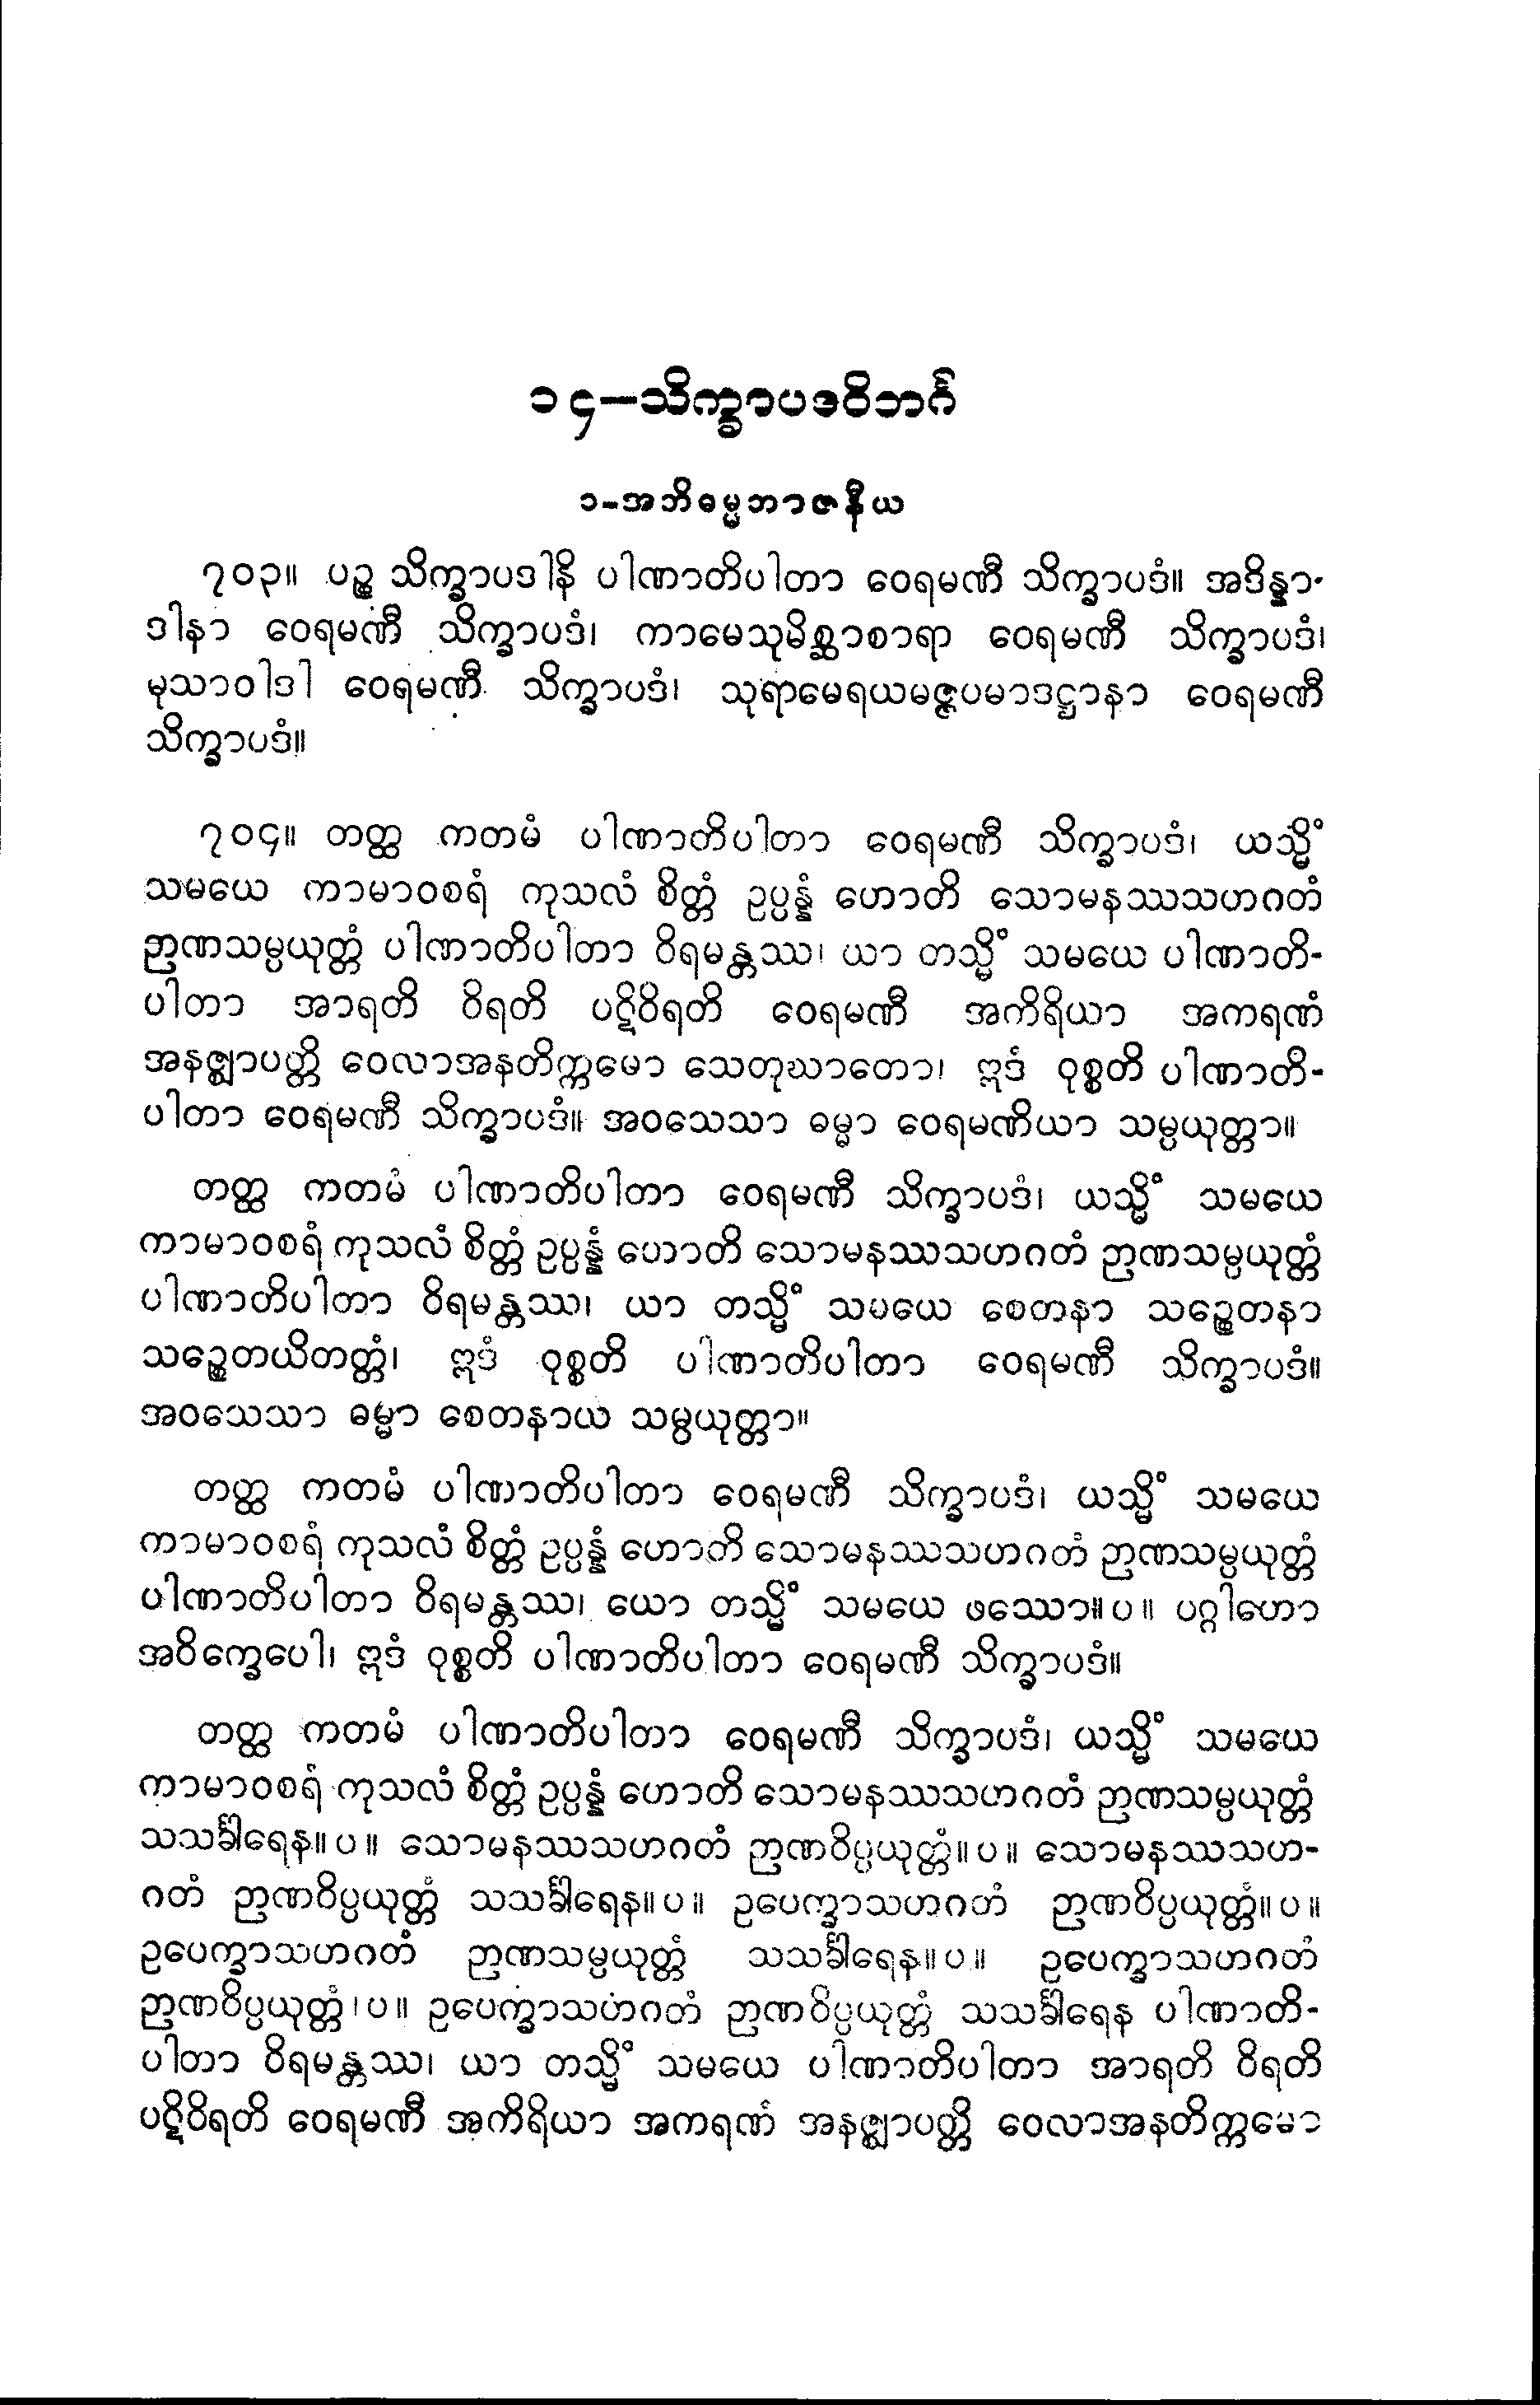 ၁၄—သိက္ခာပဒဝိဘင်္ဂ
၁-အဘိဓမ္မဘာဇနီယ
၇၀၃။ ပဉ္စ သိက္ခာပဒါနိ ပါဏာတိပါတာ ဝေရမဏီ သိက္ခာပဒံ။ အဒိန္နာ-
ဒါနာ ဝေရမဏီ သိက္ခာပဒံ၊ ကာမေသုမိစ္ဆာစာရာ ဝေရမဏီ သိက္ခာပဒံ၊
မုသာဝါဒါ ဝေရမဏီ သိက္ခာပဒံ၊ သုရာမေရယမဇ္ဇပမာဒဋ္ဌာနာ ဝေရမဏီ
သိက္ခာပဒံ။
၇၀၄။ တတ္ထ ကတမံ ပါဏာတိပါတာ ဝေရမဏီ သိက္ခာပဒံ၊ ယသ္မိံ
သမယေ ကာမာဝစရံ ကုသလံ စိတ္တံ ဥပ္ပန္နံ ဟောတိ သောမနဿသဟဂတံ
ဉာဏသမ္ပယုတ္တံ ပါဏာတိပါတာ ဝိရမန္တဿ၊ ယာ တသ္မိံ သမယေ ပါဏာတိ-
ပါတာ အာရတိ ဝိရတိ ပဋိဝိရတိ ဝေရမဏီ အကိရိယာ အကရဏံ
အနဇ္ဈာပတ္တိ ဝေလာအနတိက္ကမော သေတုဃာတော၊ ဣဒံ ဝုစ္စတိ ပါဏာတိ-
ပါတာ ဝေရမဏီ သိက္ခာပဒံ။ အဝသေသာ ဓမ္မာ ဝေရမဏိယာ သမ္ပယုတ္တာ။
တတ္ထ ကတမံ ပါဏာတိပါတာ ဝေရမဏီ သိက္ခာပဒံ၊ ယသ္မိံ သမယေ
ကာမာဝစရံ ကုသလံ စိတ္တံ ဥပ္ပန္နံ ဟောတိ သောမနဿသဟဂတံ ဉာဏသမ္ပယုတ္တံ
ပါဏာတိပါတာ ဝိရမန္တဿ၊ ယာ တသ္မိံ သမယေ စေတနာ သဉ္စေတနာ
သဉ္စေတယိတတ္တံ၊ ဣဒံ ဝုစ္စတိ ပါဏာတိပါတာ ဝေရမဏီ သိက္ခာပဒံ။
အဝသေသာ ဓမ္မာ စေတနာယ သမ္ပယုတ္တာ။
တတ္ထ ကတမံ ပါဏာတိပါတာ ဝေရမဏီ သိက္ခာပဒံ၊ ယသ္မိံ သမယေ
ကာမာဝစရံ ကုသလံ စိတ္တံ ဥပ္ပန္နံ ဟောတိ သောမနဿသဟဂတံ ဉာဏသမ္ပယုတ္တံ
ပါဏာတိပါတာ ဝိရမန္တဿ၊ ယော တသ္မိံ သမယေ ဖဿော။ပ။ ပဂ္ဂါဟော
အဝိက္ခေပေါ၊ ဣဒံ ဝုစ္စတိ ပါဏာတိပါတာ ဝေရမဏီ သိက္ခာပဒံ။
တတ္ထ ကတမံ ပါဏာတိပါတာ ဝေရမဏီ သိက္ခာပဒံ၊ ယသ္မိံ သမယေ
ကာမာဝစရံ ကုသလံ စိတ္တံ ဥပ္ပန္နံ ဟောတိ သောမနဿသဟဂတံ ဉာဏသမ္ပယုတ္တံ
သသင်္ခါရေန။ပ။ သောမနဿသဟဂတံ ဉာဏဝိပ္ပယုတ္တံ။ပ။ သောမနဿသဟ-
ဂတံ ဉာဏဝိပ္ပယုတ္တံ သသင်္ခါရေန။ပ။ ဥပေက္ခာသဟဂတံ ဉာဏဝိပ္ပယုတ္တံ။ပ။
ဥပေက္ခာသဟဂတံ ဉာဏသမ္ပယုတ္တံ သသင်္ခါရေန။ပ။ ဥပေက္ခာသဟဂတံ
ဉာဏဝိပ္ပယုတ္တံ၊ပ။ ဥပေက္ခာသဟဂတံ ဉာဏဝိပ္ပယုတ္တံ သသင်္ခါရေန ပါဏာတိ-
ပါတာ ဝိရမန္တဿ၊ ယာ တသ္မိံ သမယေ ပါဏာတိပါတာ အာရတိ ဝိရတိ
ပဋိဝိရတိ ဝေရမဏီ အကိရိယာ အကရဏံ အနဇ္ဈာပတ္တိ ဝေလာအနတိက္ကမော